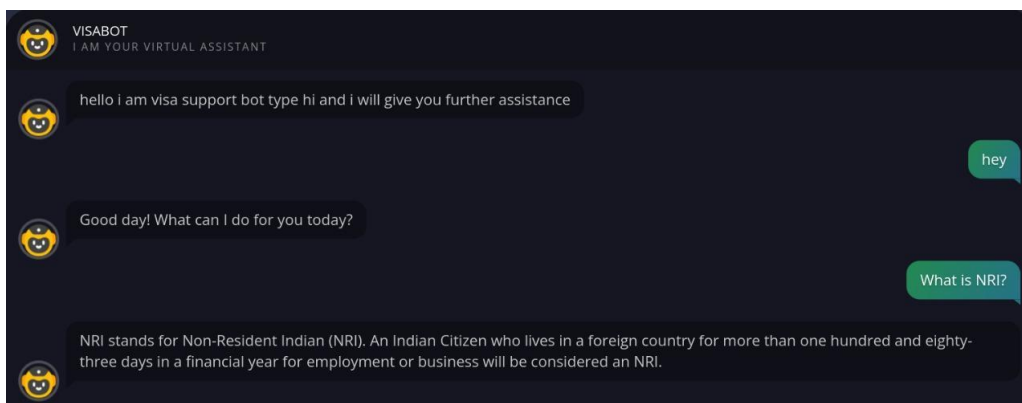 VISABOT
I AM YOUR VIRTUAL ASSISTANT
hello i am visa support bot type hi and i will give you further assistance
hey
Good day! What can I do for you today?
What is NRI?
NRI stands for Non-Resident Indian (NRI). An Indian Citizen who lives in a foreign country for more than one hundred and eighty-
three days in a financial year for employment or business will be considered an NRI.